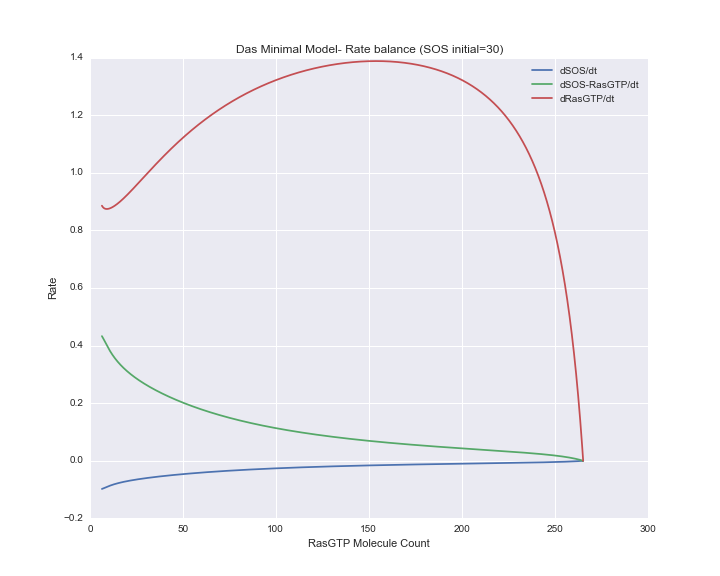 Das Minimal Model- Rate balance (SOS initial=30)
1.4
1.2
1.0
0.8
0.6
0.4
0.2
0.0
−0.2
Rate
dSOS/dt
dSOS-RasGTP/dt
dRasGTP/dt
0 50 100 150 200 250 300
RasGTP Molecule Count